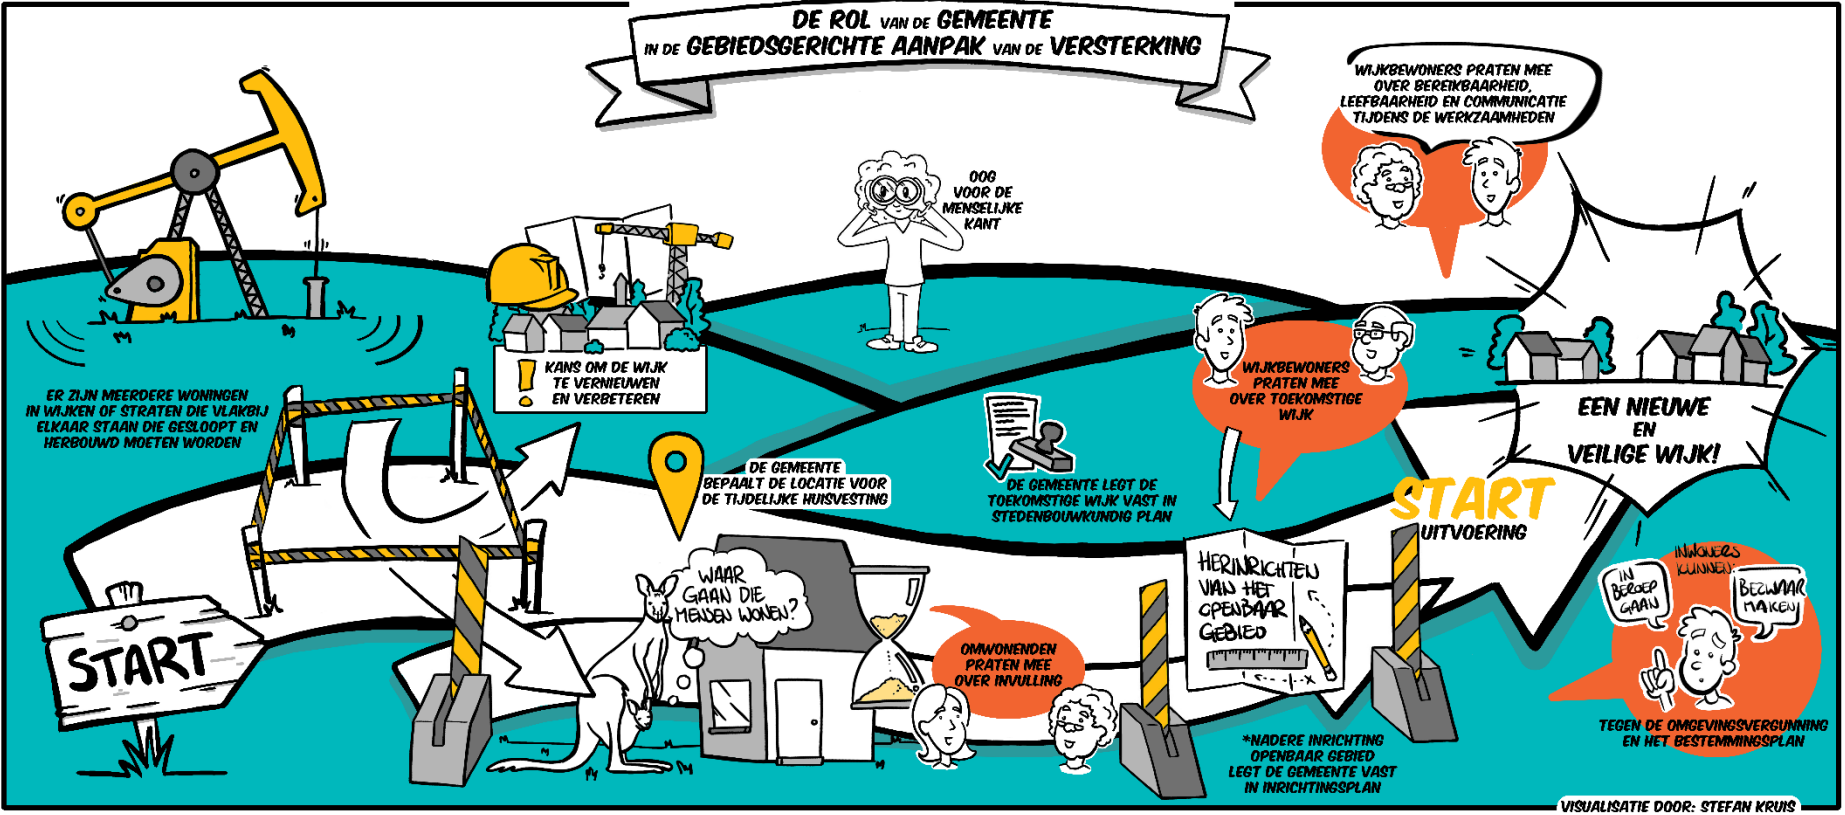 DE ROL VAN DE GEMEENTE
IN DE GEBIEDSGERICHTE AANPAK VAN DE VERSTERKING
WIJKBEWONERS PRATEN MEE
OVER BEREIKBAARHEID,
LEEFBAARHEID EN COMMUNICATIE
TIJDENS DE WERKZAAMHEDEN
OOG
VOOR DE
MENSELIJKE
KANT
KANS OM DE WIJK
TE VERNIEUWEN
EN VERBETEREN
ER ZIJN MEERDERE WONINGEN
IN WIJKEN OF STRATEN DIE VLAKBIJ
ELKAAR STAAN DIE GESLOOPT EN
HERBOUWD MOETEN WORDEN
WIJKBEWONERS
PRATEN MEE
OVER TOEKOMSTIGE
WIJK
EEN NIEUWE
EN
VEILIGE WIJK!
DE GEMEENTE
BEPAALT DE LOCATIE VOOR
DE TIJDELIJKE HUISVESTING
DE GEMEENTE LEGT DE
TOEKOMSTIGE WIJK VAST IN
STEDENBOUWKUNDIG PLAN
START
UITVOERING
START
WAAR
GAAN DIE
MENSEN WONEN?
OMWONENDEN
PRATEN MEE
OVER INVULLING
HERINRICHTEN
VAN HET
OPENBAAR
GEBIED
*NADERE INRICHTING
OPENBAAR GEBIED
LEGT DE GEMEENTE VAST
IN INRICHTINGSPLAN
INWONERS
KUNNEN:
IN
BEROEP
GAAN
BEZWAAR
MAKEN
TEGEN DE OMGEVINGSVERGUNNING
EN HET BESTEMMINGSPLAN
VISUALISATIE DOOR: STEFAN KRUIS